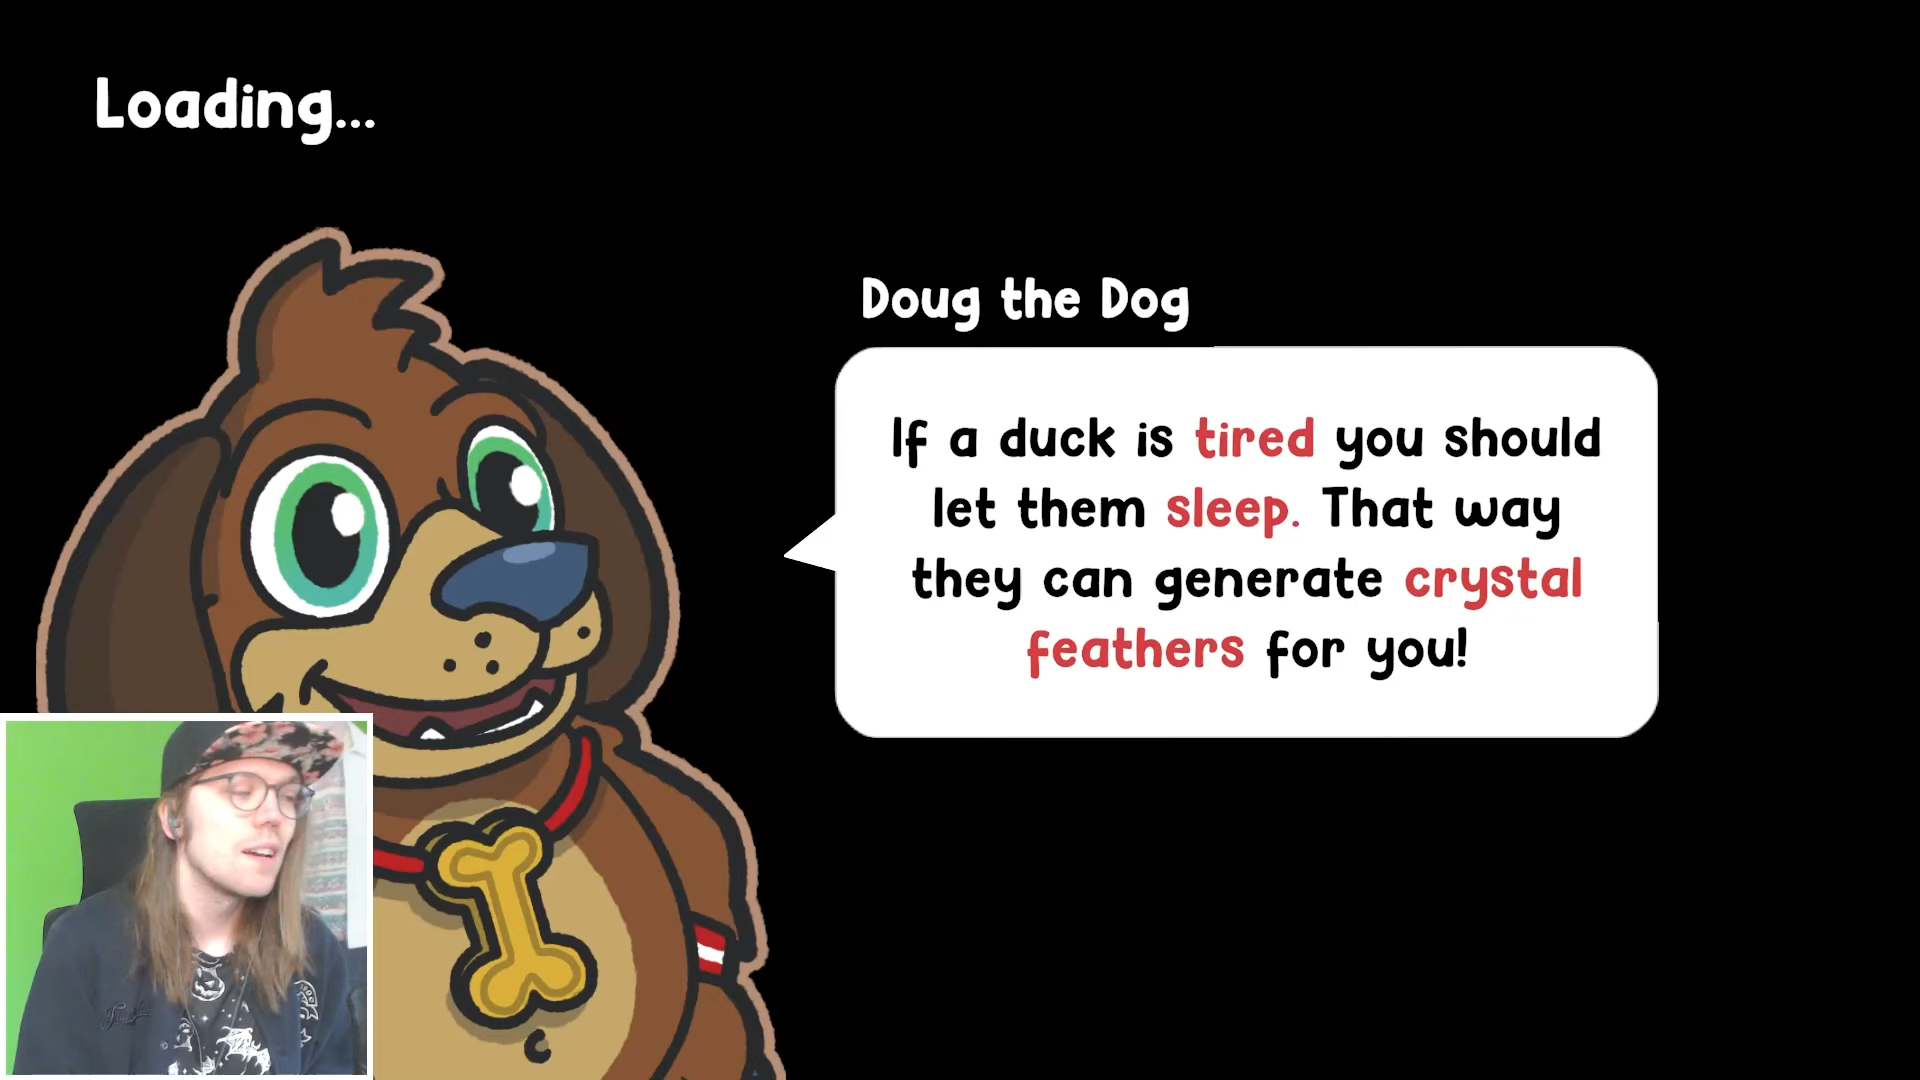 Loading...
Doug the Dog
If a duck is tired you should
let them sleep. That way
they can generate crystal
feathers for you!